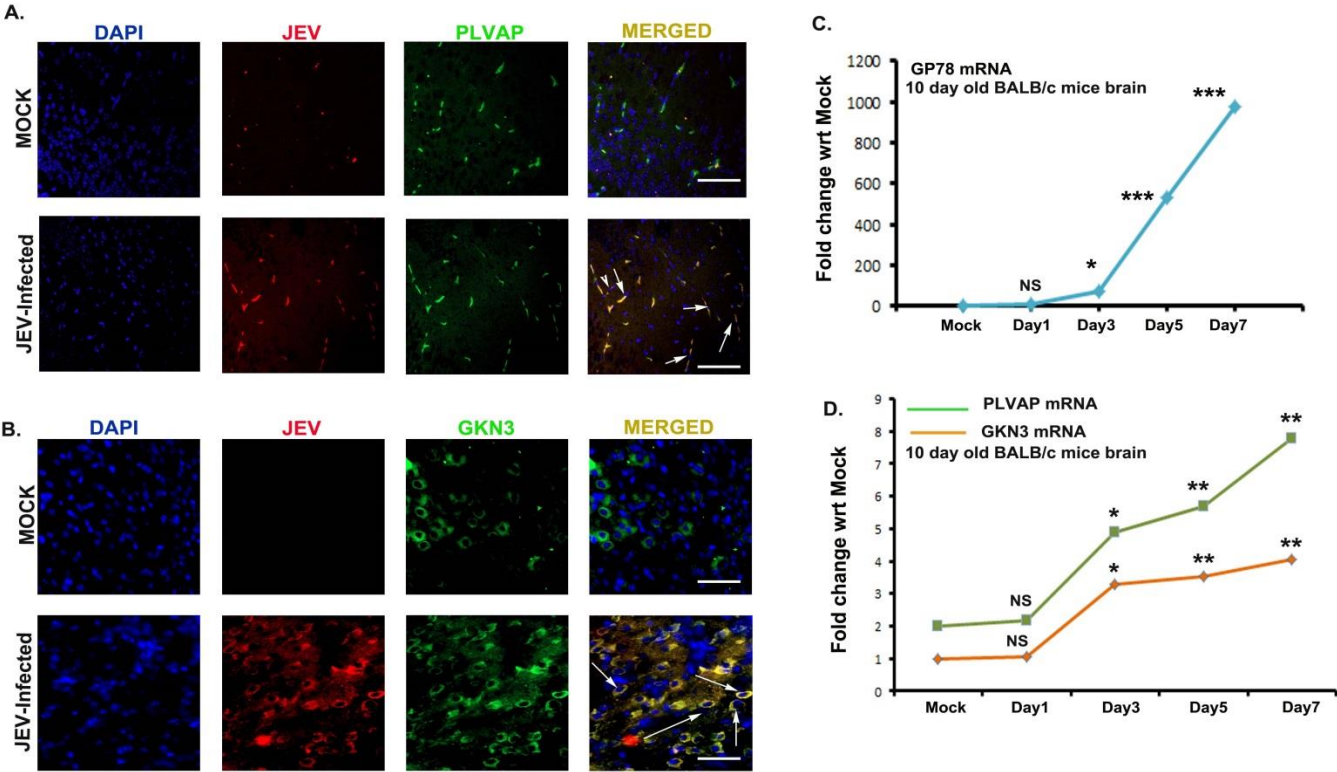 A.
DAPI
JEV
PLVAP
MERGED
MOCK
JEV-Infected
B.
DAPI
JEV
GKN3
MERGED
MOCK
JEV-Infected
C.
GP78 mRNA
10 day old BALB/c mice brain
Fold change wrt Mock
1200
1000
800
600
400
200
0
NS
*
***
***
Mock
Day1
Day3
Day5
Day7
D.
PLVAP mRNA
GKN3 mRNA
10 day old BALB/c mice brain
Fold change wrt Mock
9
8
7
6
5
4
3
2
1
0
NS
*
**
**
NS
*
**
**
Mock
Day1
Day3
Day5
Day7